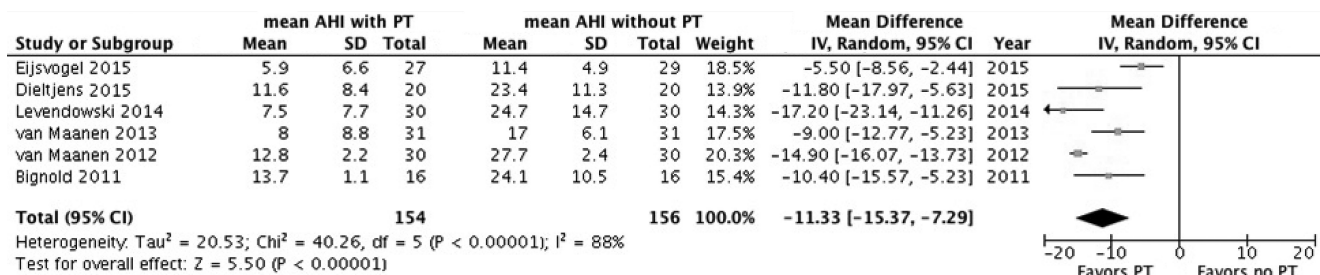 mean AHI with PT mean AHI without PT Mean Difference Mean Difference
Study or Subgroup Mean SD Total Mean SD Total Weight IV, Random, 95% CI Year IV, Random, 95% CI
Eijsvogel 2015 5.9 6.6 27 11.4 4.9 29 18.5% −5.50 [−8.56, −2.44] 2015
Dieltjens 2015 11.6 8.4 20 23.4 11.3 20 13.9% −11.80 [−17.97, −5.63] 2015
Levendowski 2014 7.5 7.7 30 24.7 14.7 30 14.3% −17.20 [−23.14, −11.26] 2014
van Maanen 2013 8 8.8 31 17 6.1 31 17.5% −9.00 [−12.77, −5.23] 2013
van Maanen 2012 12.8 2.2 30 27.7 2.4 30 20.3% −14.90 [−16.07, −13.73] 2012
Bignold 2011 13.7 1.1 16 24.1 10.5 16 15.4% −10.40 [−15.57, −5.23] 2011
Total (95% CI) 154 156 100.0% −11.33 [−15.37, −7.29]
Heterogeneity: Tau² = 20.53; Chi² = 40.26, df = 5 (P < 0.00001); I² = 88%
Test for overall effect: Z = 5.50 (P < 0.00001)
−20 −10 0 10 20
Favors PT Favors no PT